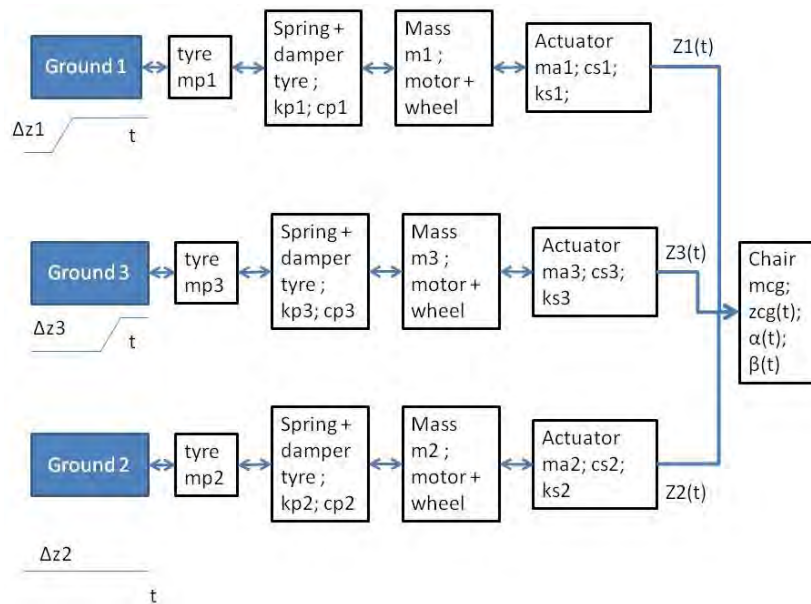 Ground 1
tyre
mp1
Spring +
damper
tyre ;
kp1; cp1
Mass
m1 ;
motor +
wheel
Actuator
ma1; cs1;
ks1;
Z1(t)
Δz1
t
Ground 3
tyre
mp3
Spring +
damper
tyre ;
kp3; cp3
Mass
m3 ;
motor +
wheel
Actuator
ma3; cs3;
ks3
Z3(t)
Chair
mcg;
zcg(t);
α(t);
β(t)
Δz3
t
Ground 2
tyre
mp2
Spring +
damper
tyre ;
kp2; cp2
Mass
m2 ;
motor +
wheel
Actuator
ma2; cs2;
ks2
Z2(t)
Δz2
t